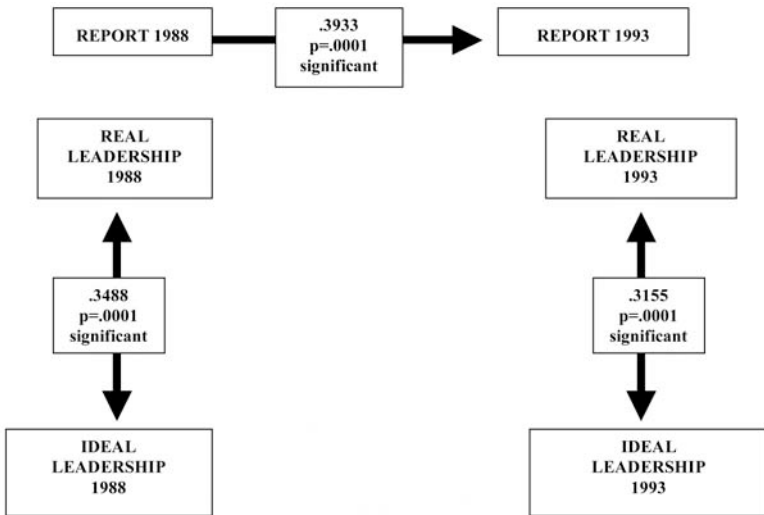 REPORT 1988
.3933
p=.0001
significant
REPORT 1993
REAL
LEADERSHIP
1988
REAL
LEADERSHIP
1993
.3488
p=.0001
significant
.3155
p=.0001
significant
IDEAL
LEADERSHIP
1988
IDEAL
LEADERSHIP
1993